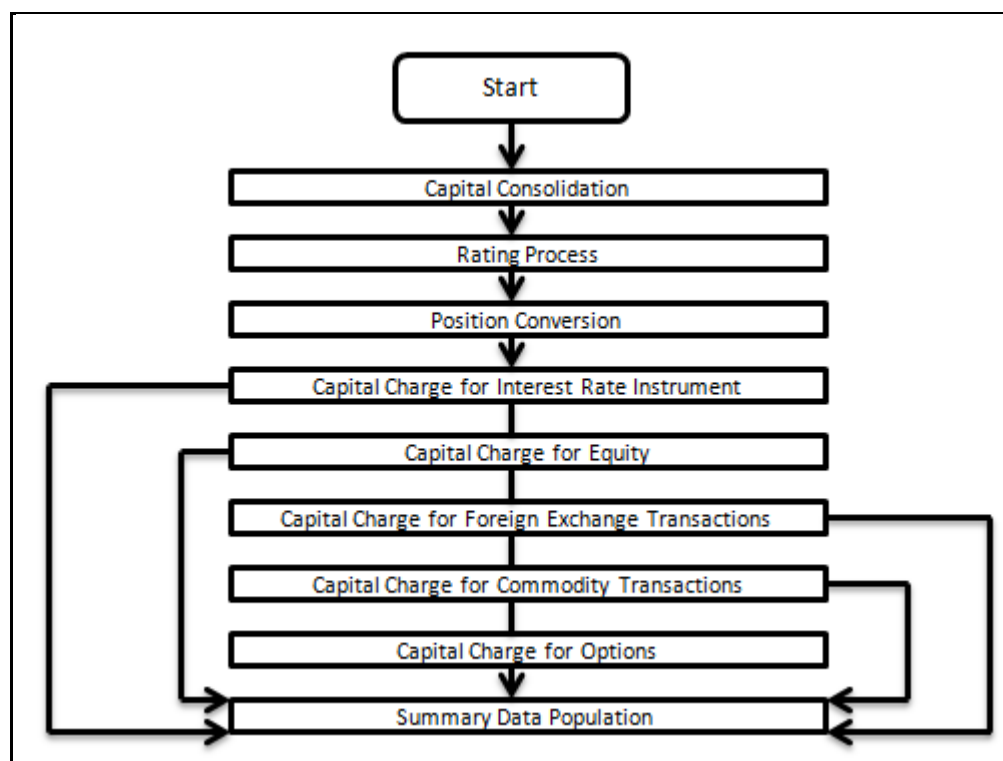 Start
Capital Consolidation
Rating Process
Position Conversion
Capital Charge for Interest Rate Instrument
Capital Charge for Equity
Capital Charge for Foreign Exchange Transactions
Capital Charge for Commodity Transactions
Capital Charge for Options
Summary Data Population